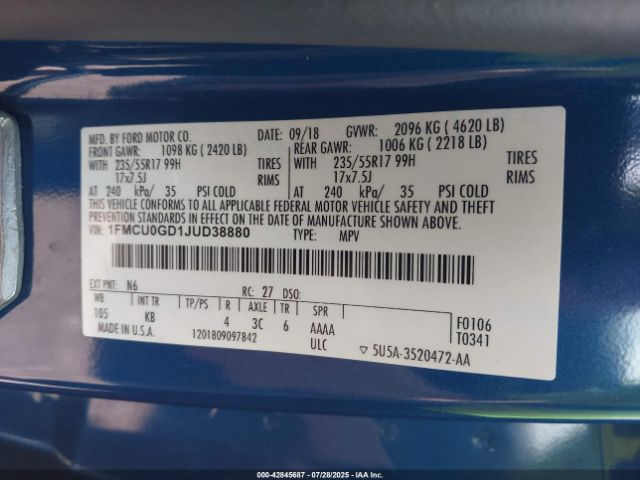 MFD. BY FORD MOTOR CO. DATE: 09/18 GVWR: 2096 KG ( 4620 LB)
FRONT GAWR: 1098 KG ( 2420 LB) REAR GAWR: 1006 KG ( 2218 LB)
WITH 235/55R17 99H TIRES WITH 235/55R17 99H TIRES
17x7.5J RIMS 17x7.5J RIMS
AT 240 kPa/ 35 PSI COLD AT 240 kPa/ 35 PSI COLD
THIS VEHICLE CONFORMS TO ALL APPLICABLE FEDERAL MOTOR VEHICLE SAFETY AND THEFT
PREVENTION STANDARDS IN EFFECT ON THE DATE OF MANUFACTURE SHOWN ABOVE.
VIN: 1FMCU0GD1JUD38880 TYPE: MPV
EXT PNT: N6 RC: 27 DSO:
WB INT TR TP/PS R AXLE TR SPR
105 KB 4 3C 6 AAAA F0106
MADE IN U.S.A. 1201809097842 ULC ▽ 5U5A-3520472-AA T0341
000-42845687 - 07/28/2025 - IAA Inc.